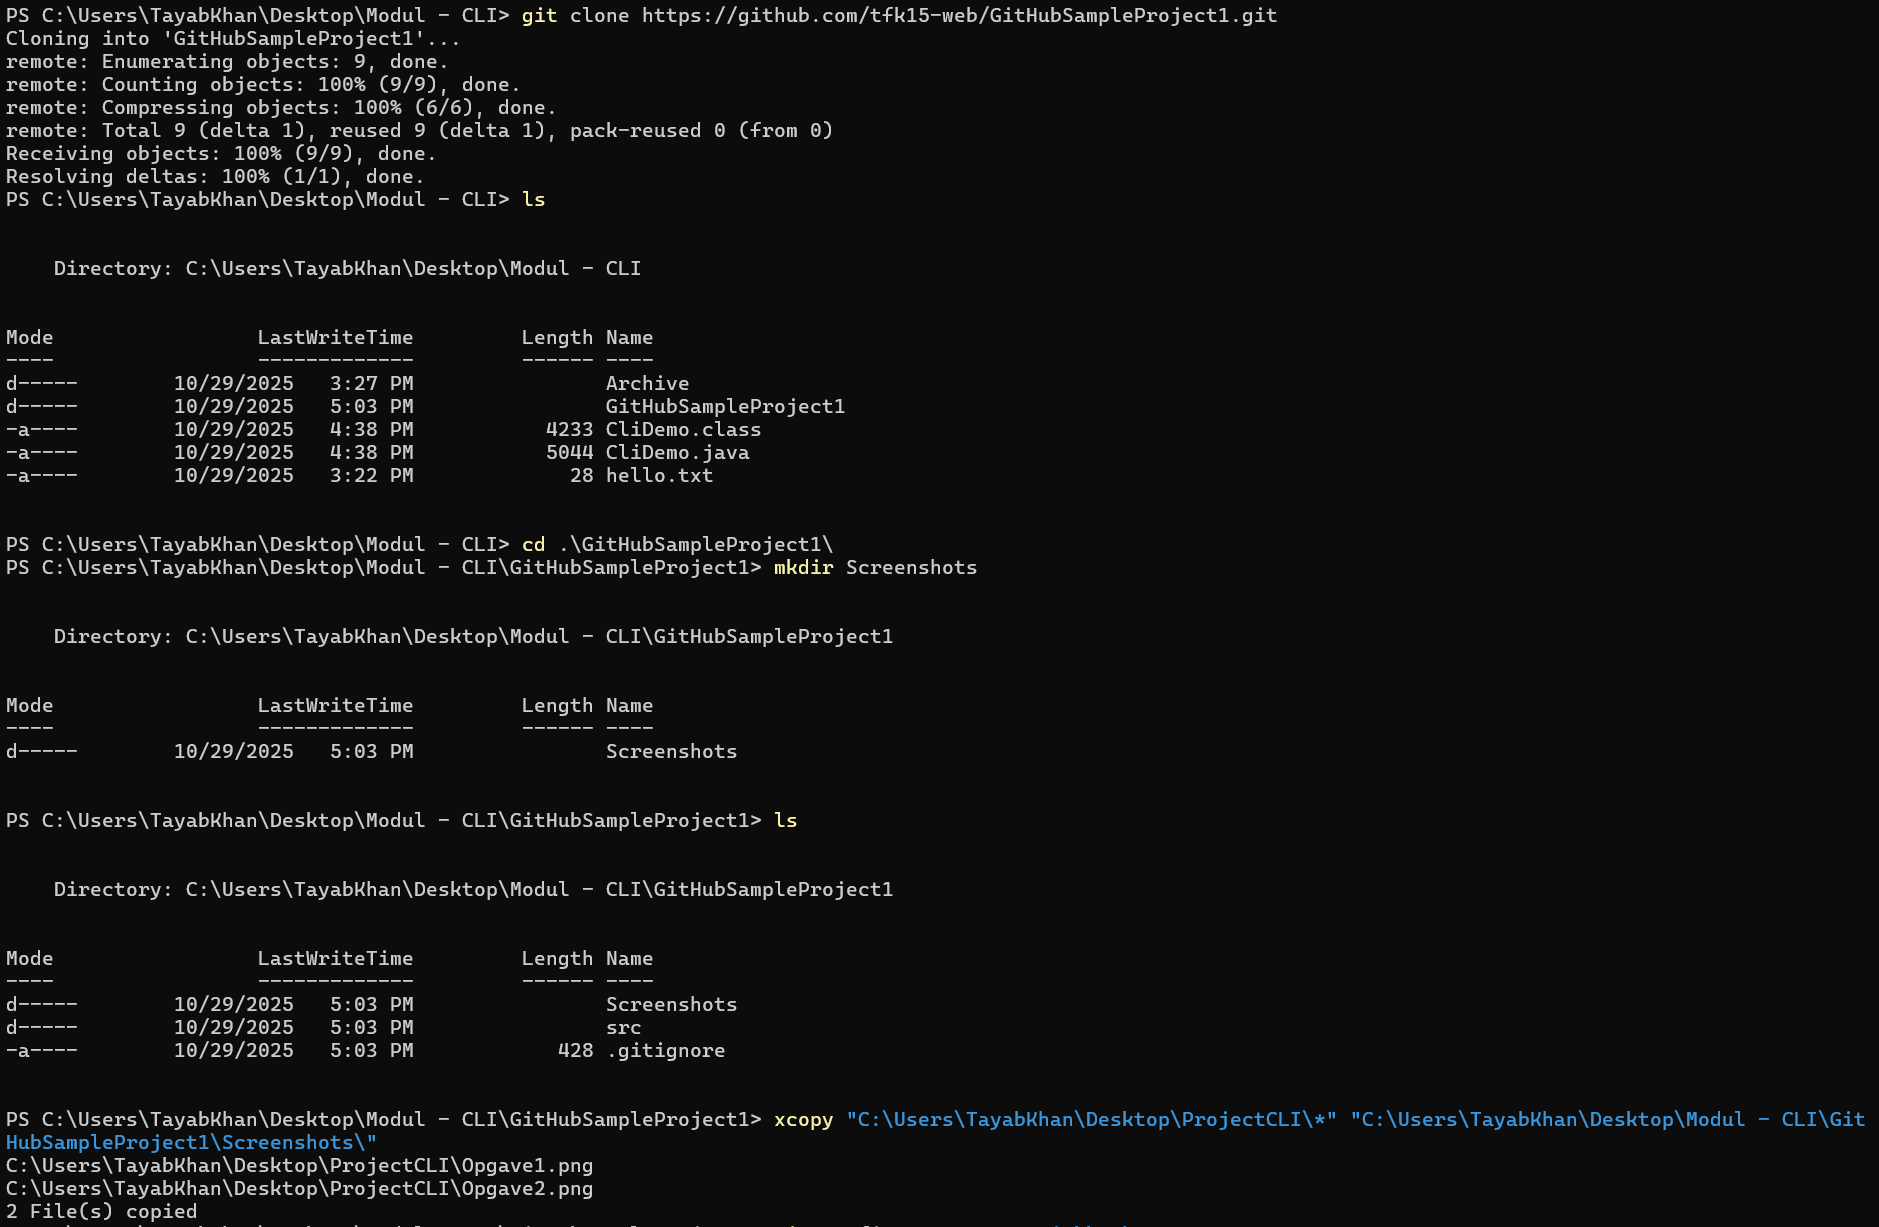 PS C:\Users\TayabKhan\Desktop\Modul - CLI> git clone https://github.com/tfk15-web/GitHubSampleProject1.git
Cloning into 'GitHubSampleProject1'...
remote: Enumerating objects: 9, done.
remote: Counting objects: 100% (9/9), done.
remote: Compressing objects: 100% (6/6), done.
remote: Total 9 (delta 1), reused 9 (delta 1), pack-reused 0 (from 0)
Receiving objects: 100% (9/9), done.
Resolving deltas: 100% (1/1), done.
PS C:\Users\TayabKhan\Desktop\Modul - CLI> ls
Directory: C:\Users\TayabKhan\Desktop\Modul - CLI
Mode                 LastWriteTime         Length Name
----                 -------------         ------ ----
d-----        10/29/2025   3:27 PM                Archive
d-----        10/29/2025   5:03 PM                GitHubSampleProject1
-a----        10/29/2025   4:38 PM           4233 CliDemo.class
-a----        10/29/2025   4:38 PM           5044 CliDemo.java
-a----        10/29/2025   3:22 PM             28 hello.txt
PS C:\Users\TayabKhan\Desktop\Modul - CLI> cd .\GitHubSampleProject1\
PS C:\Users\TayabKhan\Desktop\Modul - CLI\GitHubSampleProject1> mkdir Screenshots
Directory: C:\Users\TayabKhan\Desktop\Modul - CLI\GitHubSampleProject1
Mode                 LastWriteTime         Length Name
----                 -------------         ------ ----
d-----        10/29/2025   5:03 PM                Screenshots
PS C:\Users\TayabKhan\Desktop\Modul - CLI\GitHubSampleProject1> ls
Directory: C:\Users\TayabKhan\Desktop\Modul - CLI\GitHubSampleProject1
Mode                 LastWriteTime         Length Name
----                 -------------         ------ ----
d-----        10/29/2025   5:03 PM                Screenshots
d-----        10/29/2025   5:03 PM                src
-a----        10/29/2025   5:03 PM            428 .gitignore
PS C:\Users\TayabKhan\Desktop\Modul - CLI\GitHubSampleProject1> xcopy "C:\Users\TayabKhan\Desktop\ProjectCLI\*" "C:\Users\TayabKhan\Desktop\Modul - CLI\Git
HubSampleProject1\Screenshots\"
C:\Users\TayabKhan\Desktop\ProjectCLI\Opgave1.png
C:\Users\TayabKhan\Desktop\ProjectCLI\Opgave2.png
2 File(s) copied